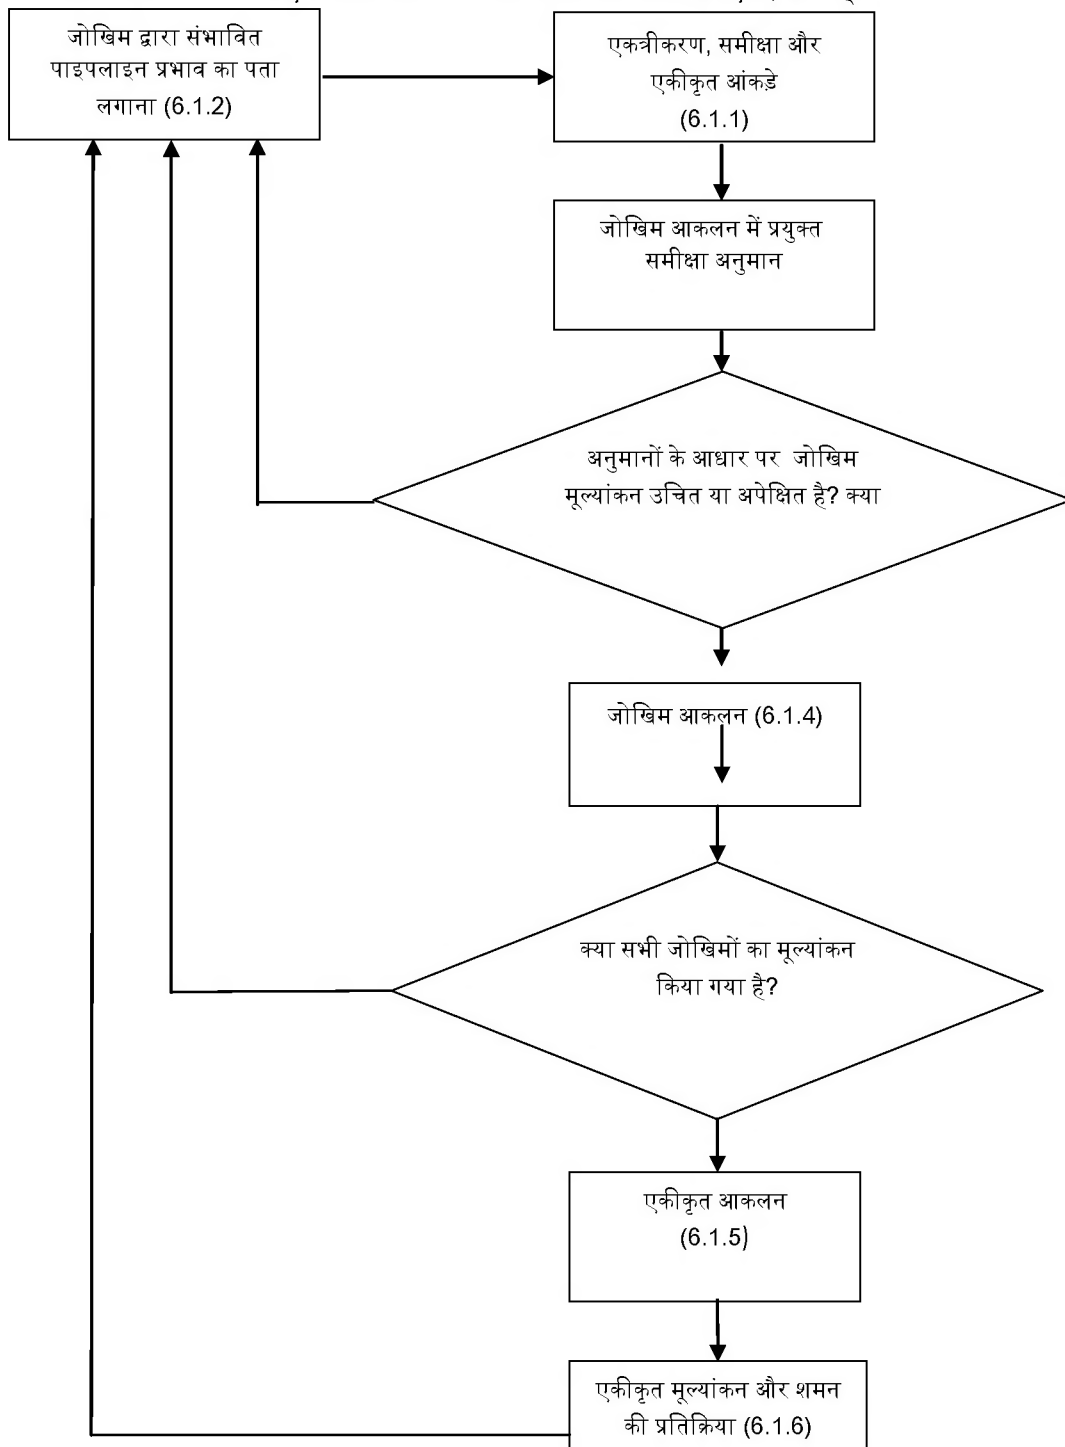 जोखिम द्वारा संभावित
पाइपलाइन प्रभाव का पता
लगाना (6.1.2)
एकत्रीकरण, समीक्षा और
एकीकृत आंकड़े
(6.1.1)
जोखिम आकलन में प्रयुक्त
समीक्षा अनुमान
अनुमानों के आधार पर जोखिम
मूल्यांकन उचित या अपेक्षित है? क्या
जोखिम आकलन (6.1.4)
क्या सभी जोखिमों का मूल्यांकन
किया गया है?
एकीकृत आकलन
(6.1.5)
एकीकृत मूल्यांकन और शमन
की प्रतिक्रिया (6.1.6)